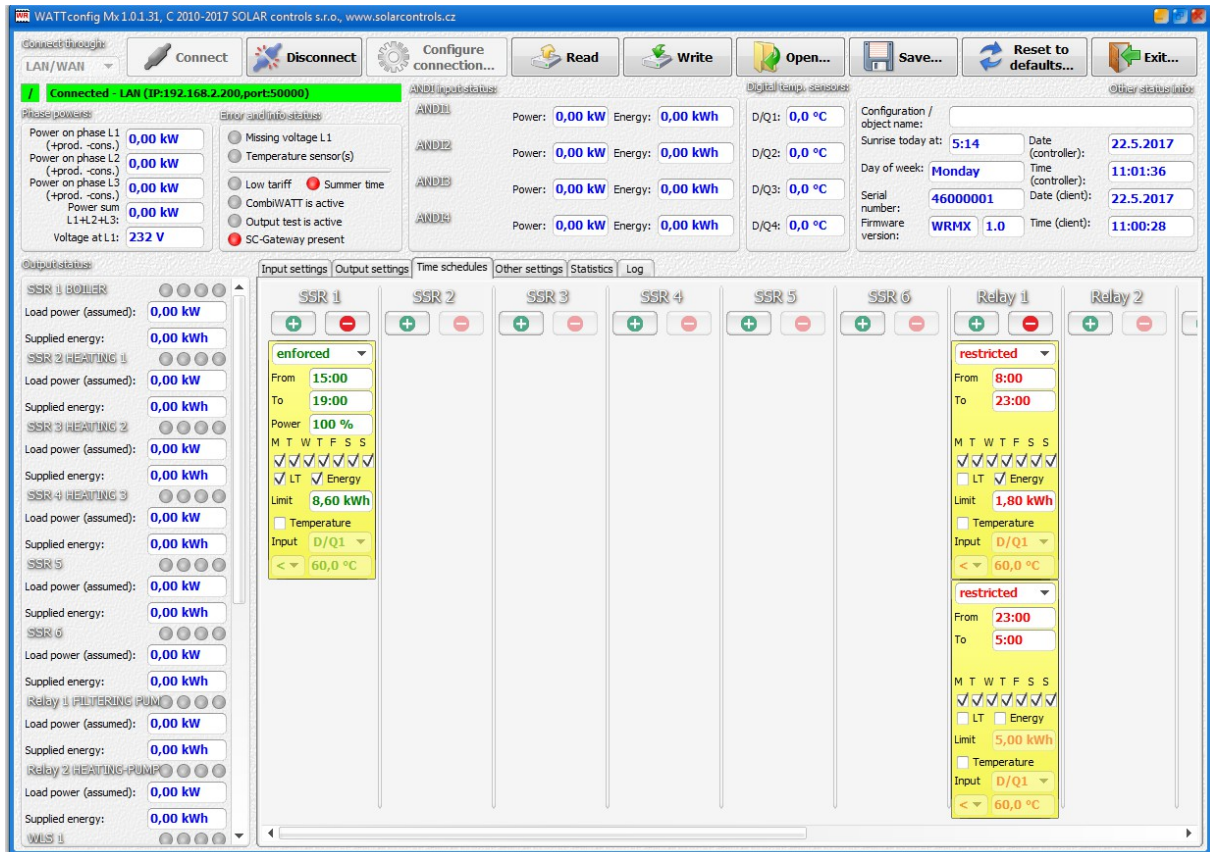 WATTconfig Mx 1.0.1.31, C 2010-2017 SOLAR controls s.r.o., www.solarcontrols.cz
Connect through:
LAN/WAN
Connect
Disconnect
Configure connection...
Read
Write
Open...
Save...
Reset to defaults...
Exit...
/ Connected - LAN (IP:192.168.2.200,port:50000)
Phase powers:
Power on phase L1 (+prod. -cons.) 0,00 kW
Power on phase L2 (+prod. -cons.) 0,00 kW
Power on phase L3 (+prod. -cons.) 0,00 kW
Power sum L1+L2+L3: 0,00 kW
Voltage at L1: 232 V
Error and info status:
Missing voltage L1
Temperature sensor(s)
Low tariff Summer time
CombiWATT is active
Output test is active
SC-Gateway present
ANDI input status:
ANDI1 Power: 0,00 kW Energy: 0,00 kWh
ANDI2 Power: 0,00 kW Energy: 0,00 kWh
ANDI3 Power: 0,00 kW Energy: 0,00 kWh
ANDI4 Power: 0,00 kW Energy: 0,00 kWh
Digital temp. sensors:
D/Q1: 0,0 °C
D/Q2: 0,0 °C
D/Q3: 0,0 °C
D/Q4: 0,0 °C
Other status info:
Configuration / object name:
Sunrise today at: 5:14 Date (controller): 22.5.2017
Day of week: Monday Time (controller): 11:01:36
Serial number: 46000001 Date (client): 22.5.2017
Firmware version: WRMX 1.0 Time (client): 11:00:28
Output status:
SSR 1 BOILER
Load power (assumed): 0,00 kW
Supplied energy: 0,00 kWh
SSR 2 HEATING 1
Load power (assumed): 0,00 kW
Supplied energy: 0,00 kWh
SSR 3 HEATING 2
Load power (assumed): 0,00 kW
Supplied energy: 0,00 kWh
SSR 4 HEATING 3
Load power (assumed): 0,00 kW
Supplied energy: 0,00 kWh
SSR 5
Load power (assumed): 0,00 kW
Supplied energy: 0,00 kWh
SSR 6
Load power (assumed): 0,00 kW
Supplied energy: 0,00 kWh
Relay 1 FILTERING PUM
Load power (assumed): 0,00 kW
Supplied energy: 0,00 kWh
Relay 2 HEATING-PUMP
Load power (assumed): 0,00 kW
Supplied energy: 0,00 kWh
WLS 1
Input settings Output settings Time schedules Other settings Statistics Log
SSR 1 SSR 2 SSR 3 SSR 4 SSR 5 SSR 6 Relay 1 Relay 2
enforced
From 15:00
To 19:00
Power 100 %
M T W T F S S
LT Energy
Limit 8,60 kWh
Temperature
Input D/Q1
< 60,0 °C
restricted
From 8:00
To 23:00
M T W T F S S
LT Energy
Limit 1,80 kWh
Temperature
Input D/Q1
< 60,0 °C
restricted
From 23:00
To 5:00
M T W T F S S
LT Energy
Limit 5,00 kWh
Temperature
Input D/Q1
< 60,0 °C